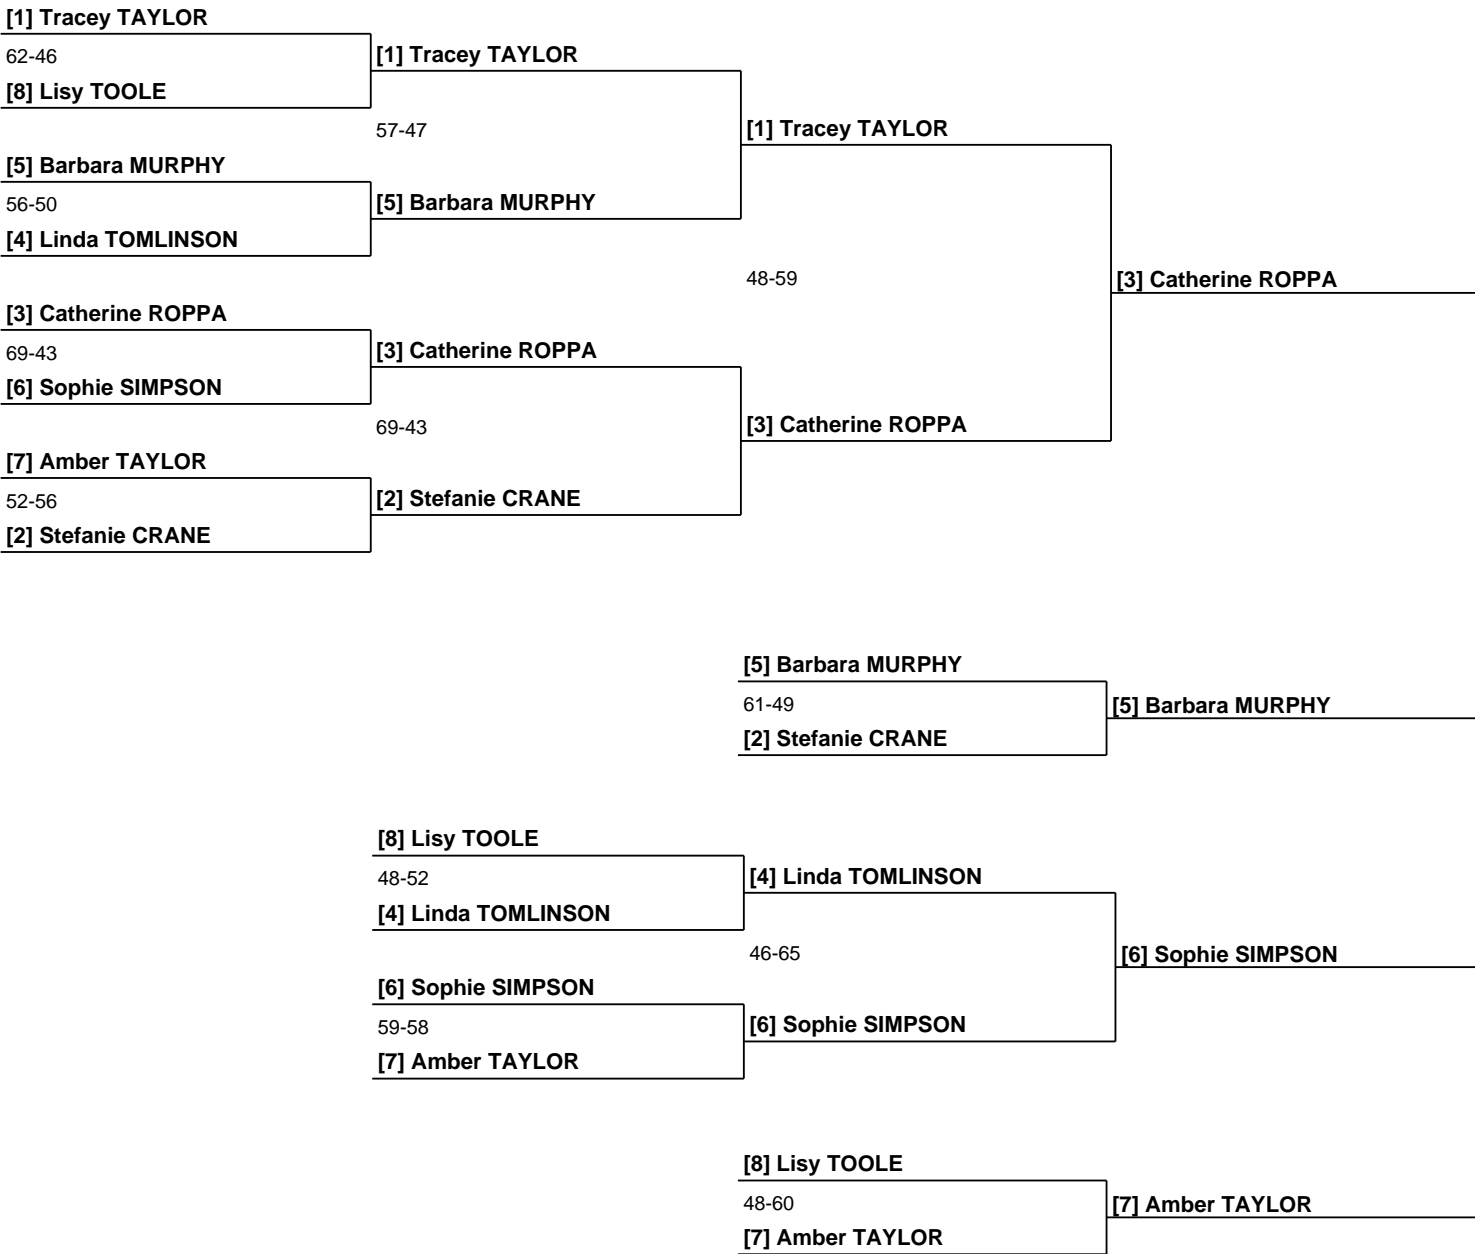 [1] Tracey TAYLOR
62-46
[8] Lisy TOOLE
[1] Tracey TAYLOR
57-47
[5] Barbara MURPHY
56-50
[4] Linda TOMLINSON
[5] Barbara MURPHY
[1] Tracey TAYLOR
48-59
[3] Catherine ROPPA
[3] Catherine ROPPA
69-43
[6] Sophie SIMPSON
[3] Catherine ROPPA
69-43
[3] Catherine ROPPA
[7] Amber TAYLOR
52-56
[2] Stefanie CRANE
[2] Stefanie CRANE
[5] Barbara MURPHY
61-49
[2] Stefanie CRANE
[5] Barbara MURPHY
[8] Lisy TOOLE
48-52
[4] Linda TOMLINSON
[4] Linda TOMLINSON
46-65
[6] Sophie SIMPSON
[6] Sophie SIMPSON
59-58
[7] Amber TAYLOR
[6] Sophie SIMPSON
[8] Lisy TOOLE
48-60
[7] Amber TAYLOR
[7] Amber TAYLOR